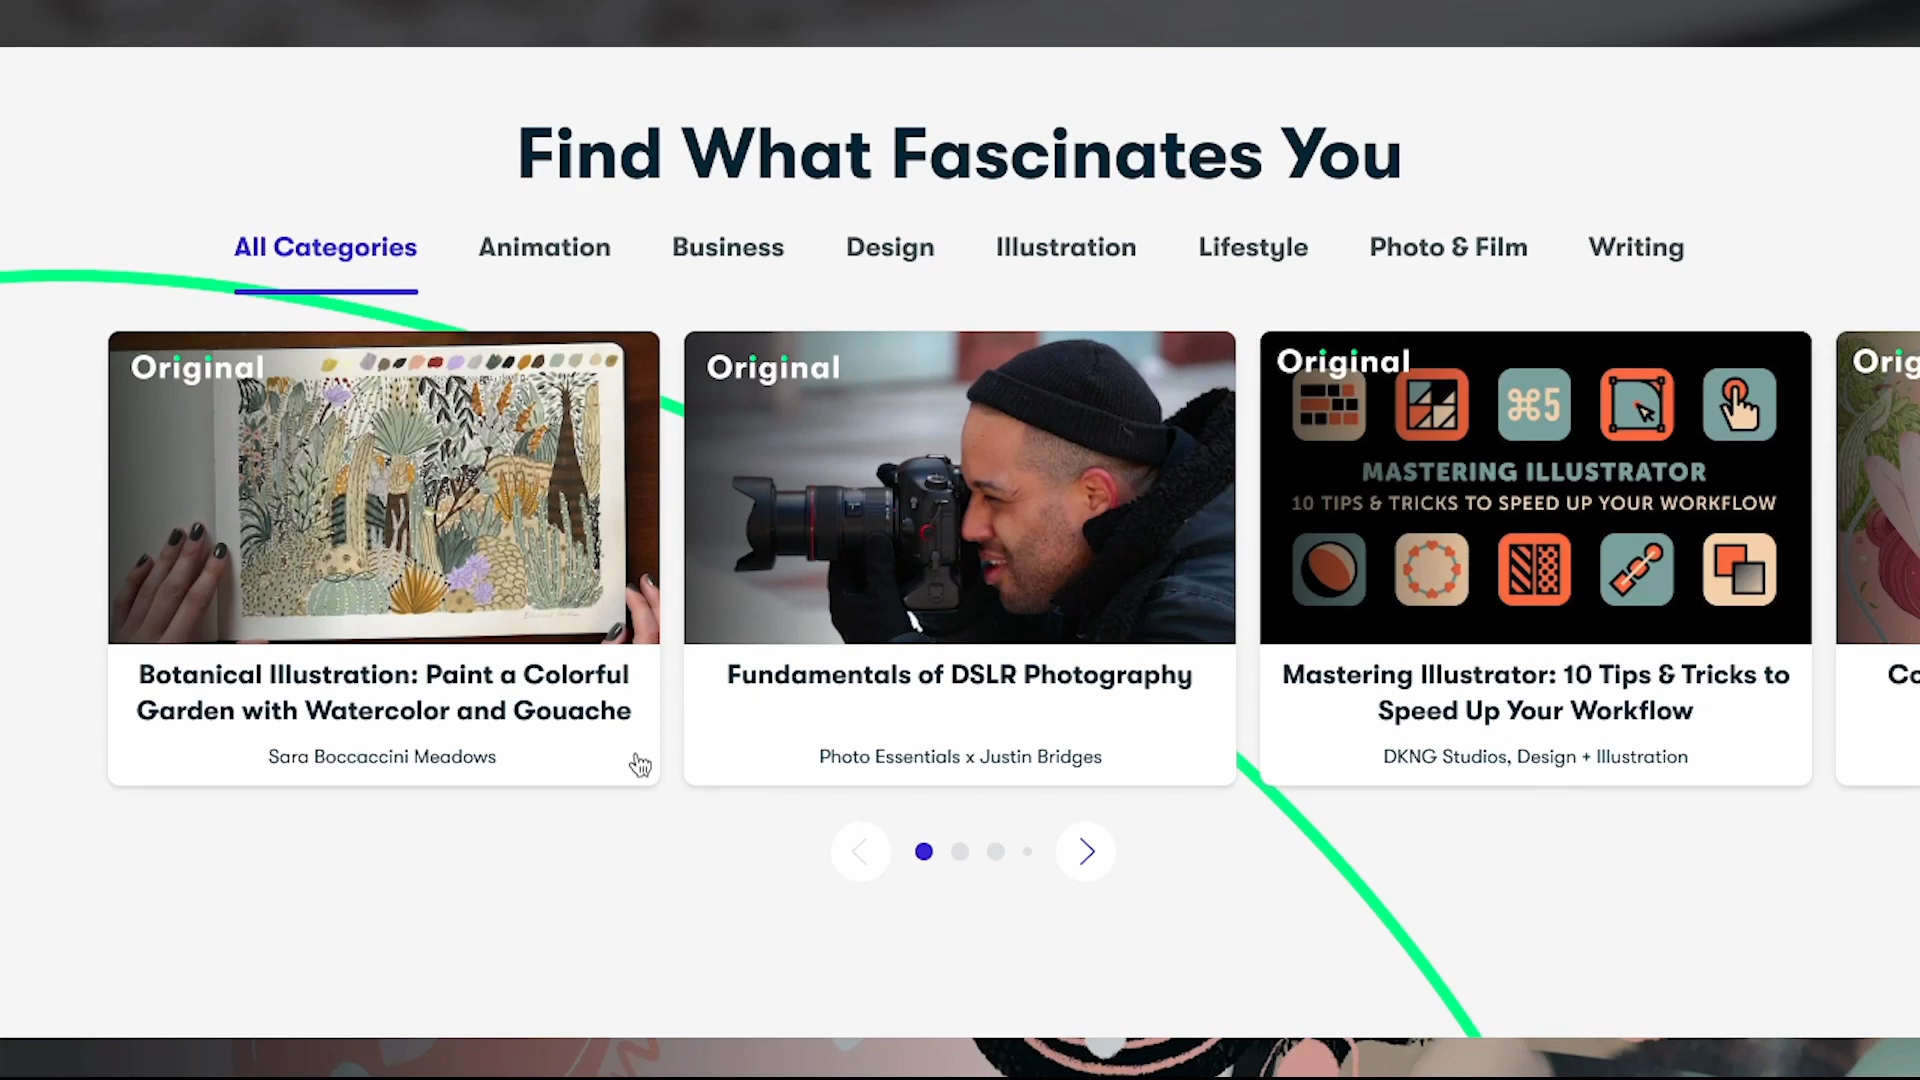 Find What Fascinates You
All Categories Animation Business Design Illustration Lifestyle Photo & Film Writing
Original
Botanical Illustration: Paint a Colorful
Garden with Watercolor and Gouache
Sara Boccaccini Meadows
Original
Fundamentals of DSLR Photography
Photo Essentials x Justin Bridges
Original
⌘5
MASTERING ILLUSTRATOR
10 TIPS & TRICKS TO SPEED UP YOUR WORKFLOW
Mastering Illustrator: 10 Tips & Tricks to
Speed Up Your Workflow
DKNG Studios, Design + Illustration
Orig
Co